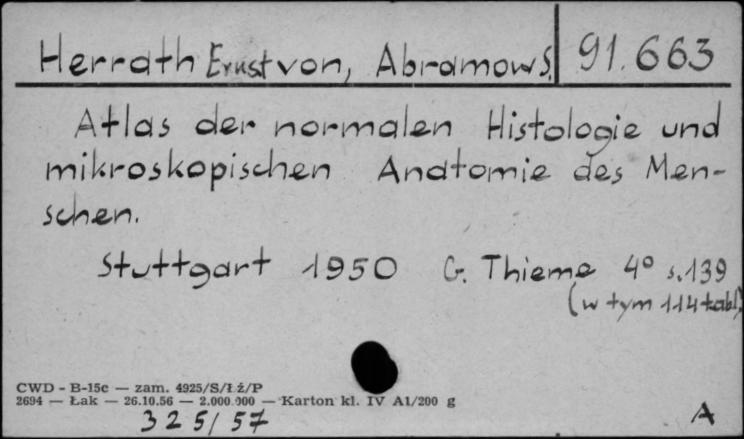 Herrath Ernst von, Abramow S. 91.663
Atlas der normalen Histologie und
mikroskopischen Anatomie des Men-
schen.
Stuttgart 1950 G. Thieme 4° s.139
(w tym 114 tabl)
CWD - B-15c — zam. 4925/S/Łż/P
2694 — Łak — 26.10.56 — 2.000.000 — Karton kl. IV A1/200 g
325/57
A